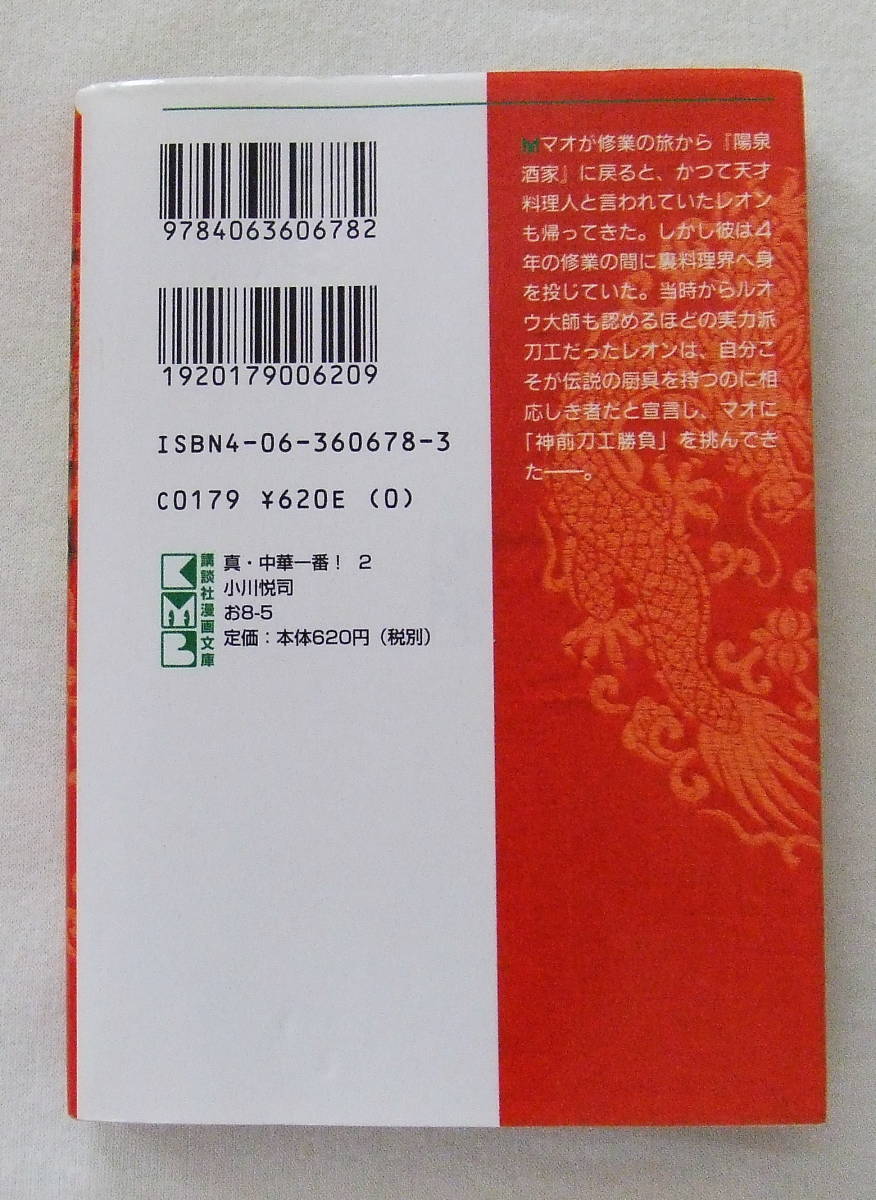 9784063606782
1920179006209
ISBN4-06-360678-3
C0179 ¥620E (0)
KMB
講談社漫画文庫
真・中華一番! 2
小川悦司
お8-5
定価:本体620円(税別)
マオが修業の旅から『陽泉
酒家』に戻ると、かつて天才
料理人と言われていたレオン
も帰ってきた。しかし彼は4
年の修業の間に裏料理界へ身
を投じていた。当時からルオ
ウ大師も認めるほどの実力派
刀工だったレオンは、自分こ
そが伝説の厨具を持つのに相
応しき者だと宣言し、マオに
「神前刀工勝負」を挑んでき
た――。